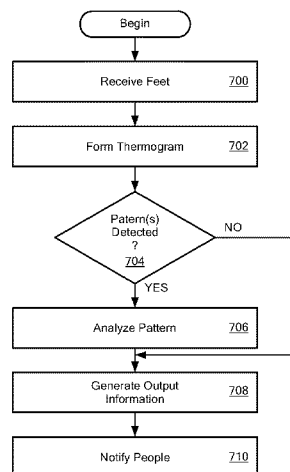 Begin
Receive Feet 700
Form Thermogram 702
Patern(s)
Detected
?
704
NO
YES
Analyze Pattern 706
Generate Output
Information 708
Notify People 710